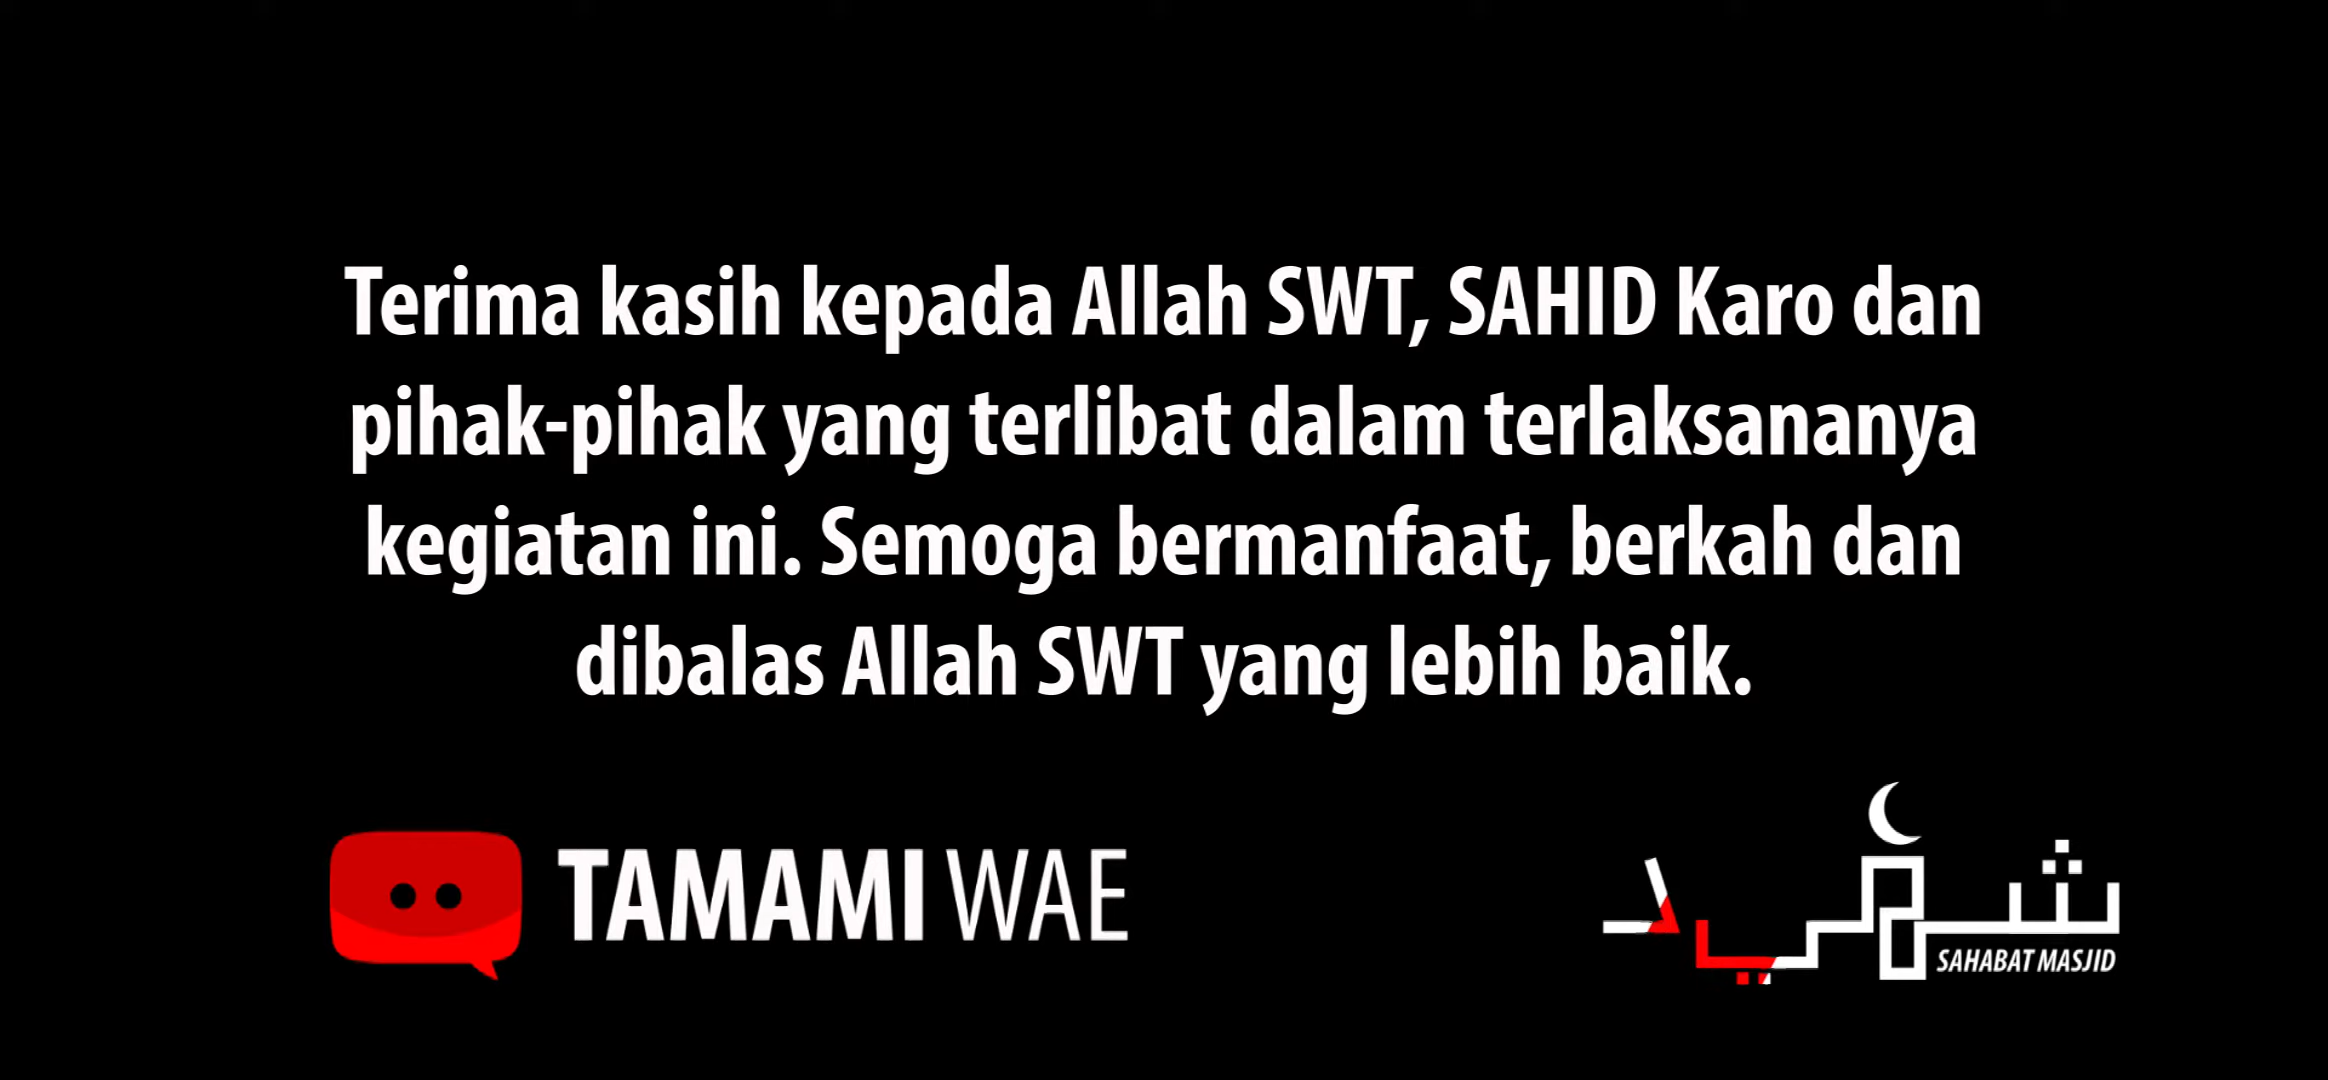 Terima kasih kepada Allah SWT, SAHID Karo dan
pihak-pihak yang terlibat dalam terlaksananya
kegiatan ini. Semoga bermanfaat, berkah dan
dibalas Allah SWT yang lebih baik.
TAMAMI WAE
شهيد
SAHABAT MASJID